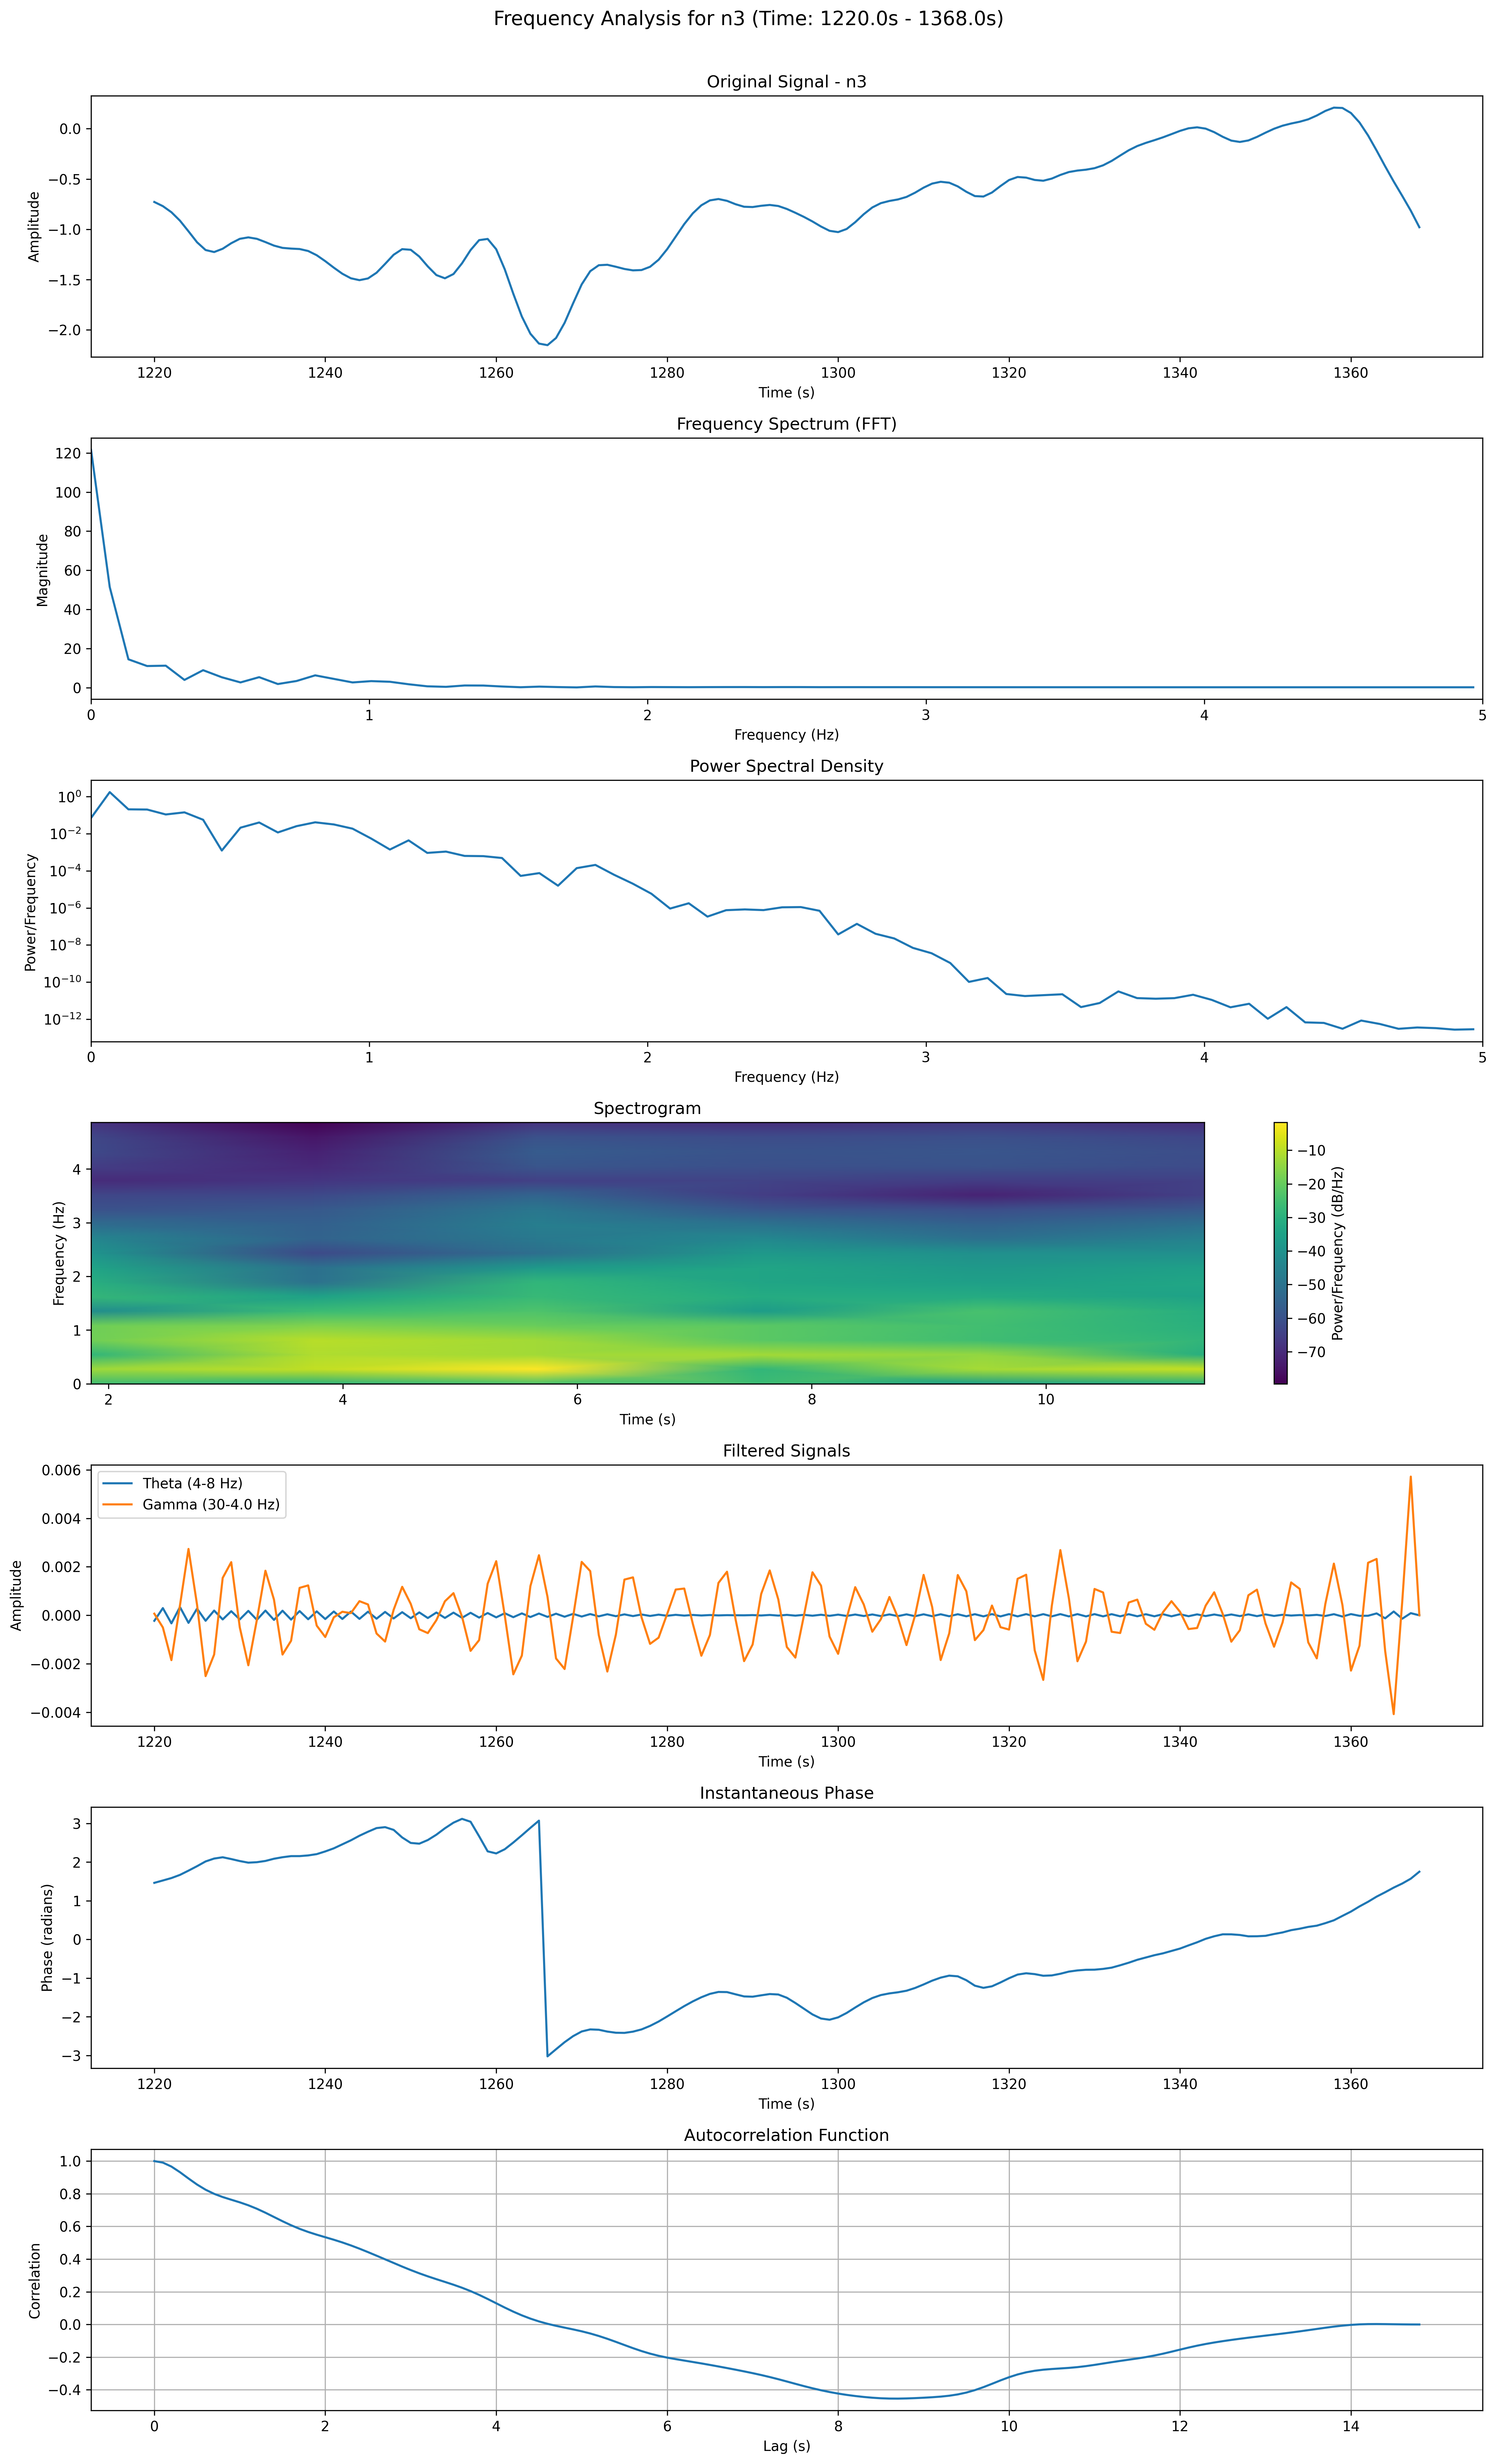 Frequency Analysis for n3 (Time: 1220.0s - 1368.0s)
Original Signal - n3
Amplitude
0.0
−0.5
−1.0
−1.5
−2.0
1220 1240 1260 1280 1300 1320 1340 1360
Time (s)
Frequency Spectrum (FFT)
Magnitude
120
100
80
60
40
20
0
0 1 2 3 4 5
Frequency (Hz)
Power Spectral Density
Power/Frequency
10⁰
10⁻²
10⁻⁴
10⁻⁶
10⁻⁸
10⁻¹⁰
10⁻¹²
0 1 2 3 4 5
Frequency (Hz)
Spectrogram
Frequency (Hz)
4
3
2
1
0
2 4 6 8 10
Time (s)
−10
−20
−30
−40
−50
−60
−70
Power/Frequency (dB/Hz)
Filtered Signals
Theta (4-8 Hz)
Gamma (30-4.0 Hz)
Amplitude
0.006
0.004
0.002
0.000
−0.002
−0.004
1220 1240 1260 1280 1300 1320 1340 1360
Time (s)
Instantaneous Phase
Phase (radians)
3
2
1
0
−1
−2
−3
1220 1240 1260 1280 1300 1320 1340 1360
Time (s)
Autocorrelation Function
Correlation
1.0
0.8
0.6
0.4
0.2
0.0
−0.2
−0.4
0 2 4 6 8 10 12 14
Lag (s)